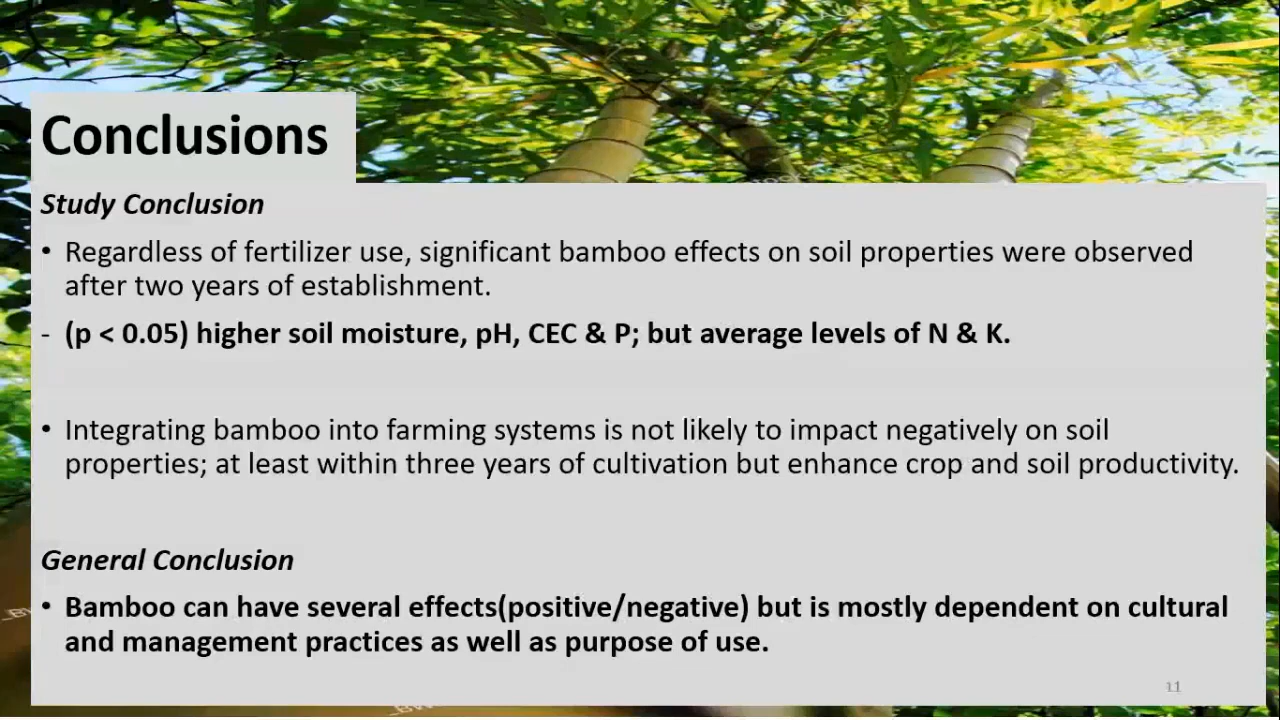 Conclusions
Study Conclusion
• Regardless of fertilizer use, significant bamboo effects on soil properties were observed
after two years of establishment.
- (p < 0.05) higher soil moisture, pH, CEC & P; but average levels of N & K.
• Integrating bamboo into farming systems is not likely to impact negatively on soil
properties; at least within three years of cultivation but enhance crop and soil productivity.
General Conclusion
• Bamboo can have several effects(positive/negative) but is mostly dependent on cultural
and management practices as well as purpose of use.
11